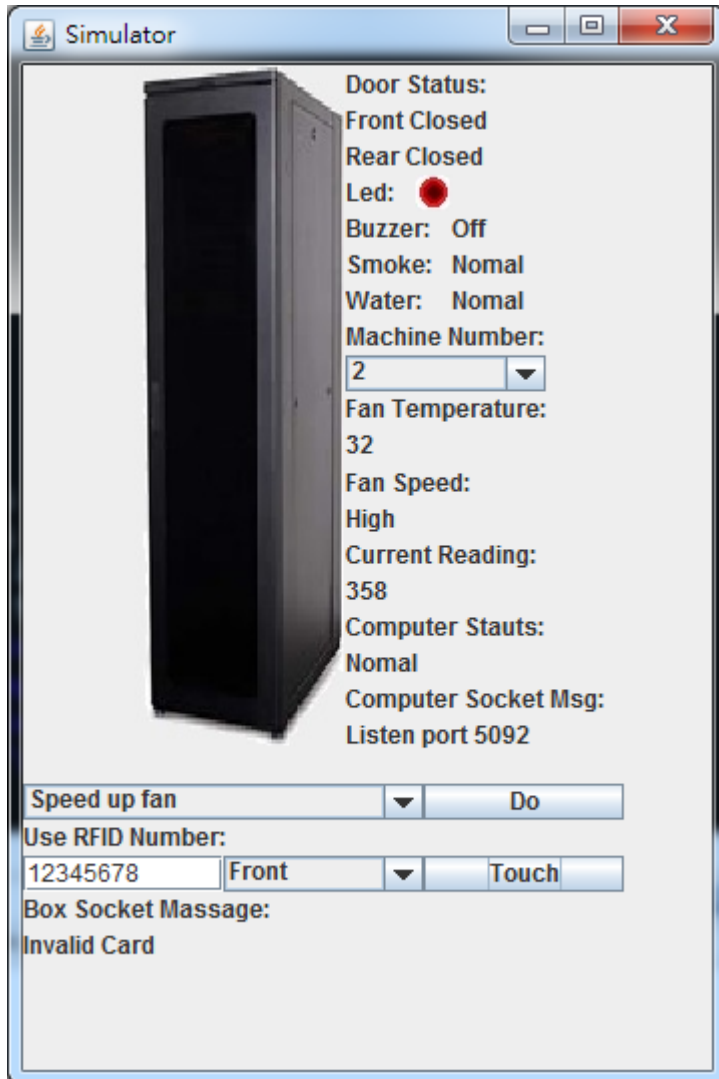 Simulator
Door Status:
Front Closed
Rear Closed
Led:
Buzzer: Off
Smoke: Nomal
Water: Nomal
Machine Number:
2
Fan Temperature:
32
Fan Speed:
High
Current Reading:
358
Computer Stauts:
Nomal
Computer Socket Msg:
Listen port 5092
Speed up fan Do
Use RFID Number:
12345678 Front Touch
Box Socket Massage:
Invalid Card